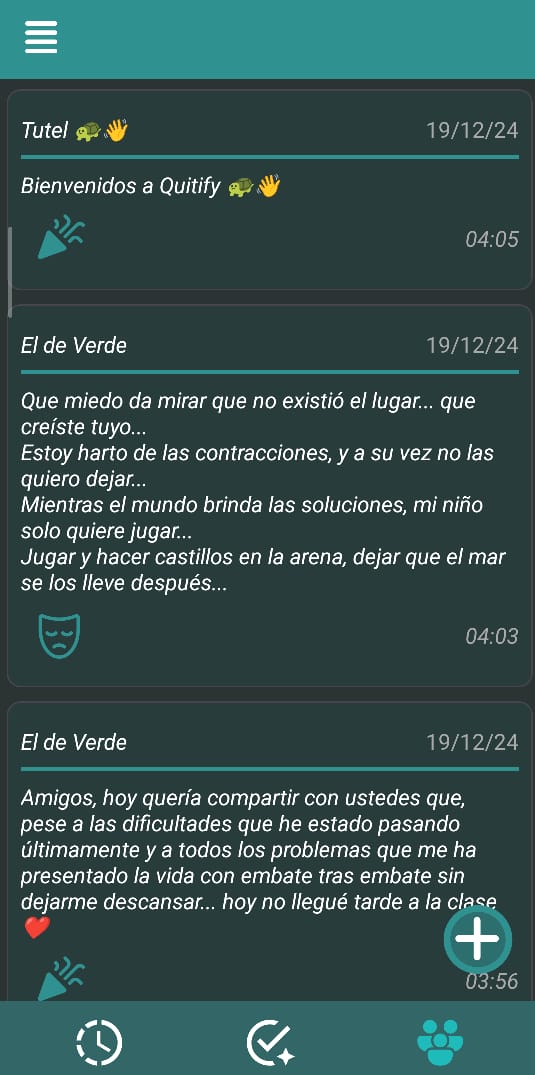 Tutel 🐢👋
19/12/24
Bienvenidos a Quitify 🐢👋
04:05
El de Verde
19/12/24
Que miedo da mirar que no existió el lugar... que
creíste tuyo...
Estoy harto de las contracciones, y a su vez no las
quiero dejar...
Mientras el mundo brinda las soluciones, mi niño
solo quiere jugar...
Jugar y hacer castillos en la arena, dejar que el mar
se los lleve después...
04:03
El de Verde
19/12/24
Amigos, hoy quería compartir con ustedes que,
pese a las dificultades que he estado pasando
últimamente y a todos los problemas que me ha
presentado la vida con embate tras embate sin
dejarme descansar... hoy no llegué tarde a la clase
❤️
03:56